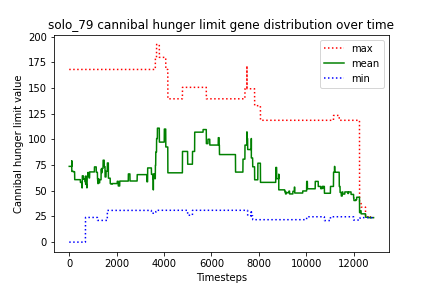 solo_79 cannibal hunger limit gene distribution over time
200
175
150
125
100
75
50
25
0
Cannibal hunger limit value
max
mean
min
0
2000
4000
6000
8000
10000
12000
Timesteps